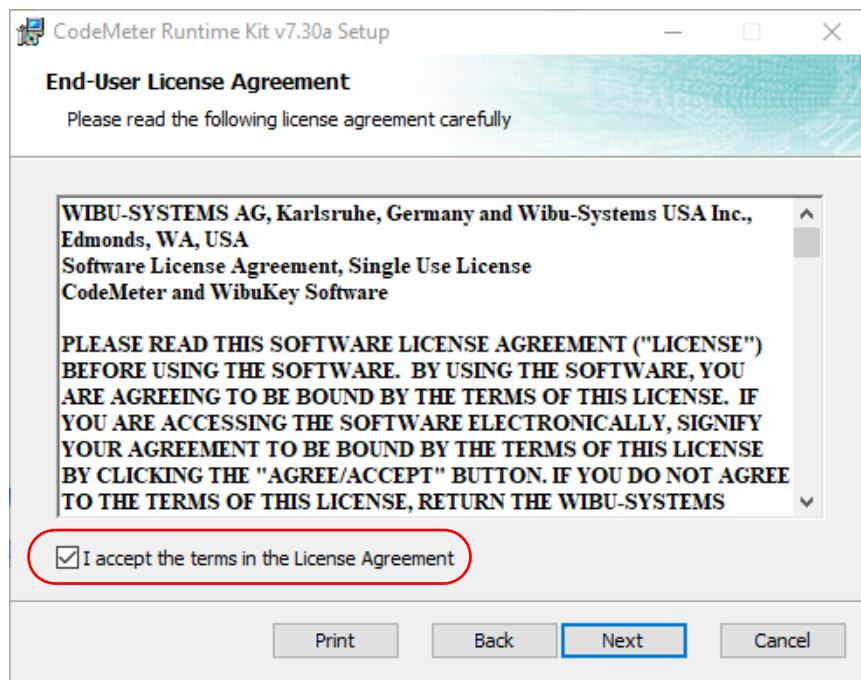 CodeMeter Runtime Kit v7.30a Setup
End-User License Agreement
Please read the following license agreement carefully
WIBU-SYSTEMS AG, Karlsruhe, Germany and Wibu-Systems USA Inc.,
Edmonds, WA, USA
Software License Agreement, Single Use License
CodeMeter and WibuKey Software
PLEASE READ THIS SOFTWARE LICENSE AGREEMENT ("LICENSE")
BEFORE USING THE SOFTWARE.  BY USING THE SOFTWARE, YOU
ARE AGREEING TO BE BOUND BY THE TERMS OF THIS LICENSE.  IF
YOU ARE ACCESSING THE SOFTWARE ELECTRONICALLY, SIGNIFY
YOUR AGREEMENT TO BE BOUND BY THE TERMS OF THIS LICENSE
BY CLICKING THE "AGREE/ACCEPT" BUTTON. IF YOU DO NOT AGREE
TO THE TERMS OF THIS LICENSE, RETURN THE WIBU-SYSTEMS
I accept the terms in the License Agreement
Print Back Next Cancel